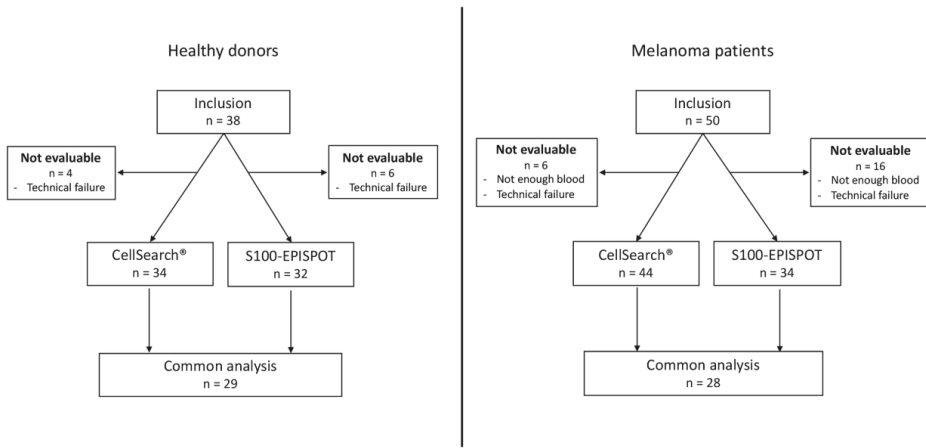 Healthy donors
Inclusion
n = 38
Not evaluable
n = 4
- Technical failure
Not evaluable
n = 6
- Technical failure
CellSearch®
n = 34
S100-EPISPOT
n = 32
Common analysis
n = 29
Melanoma patients
Inclusion
n = 50
Not evaluable
n = 6
- Not enough blood
- Technical failure
Not evaluable
n = 16
- Not enough blood
- Technical failure
CellSearch®
n = 44
S100-EPISPOT
n = 34
Common analysis
n = 28